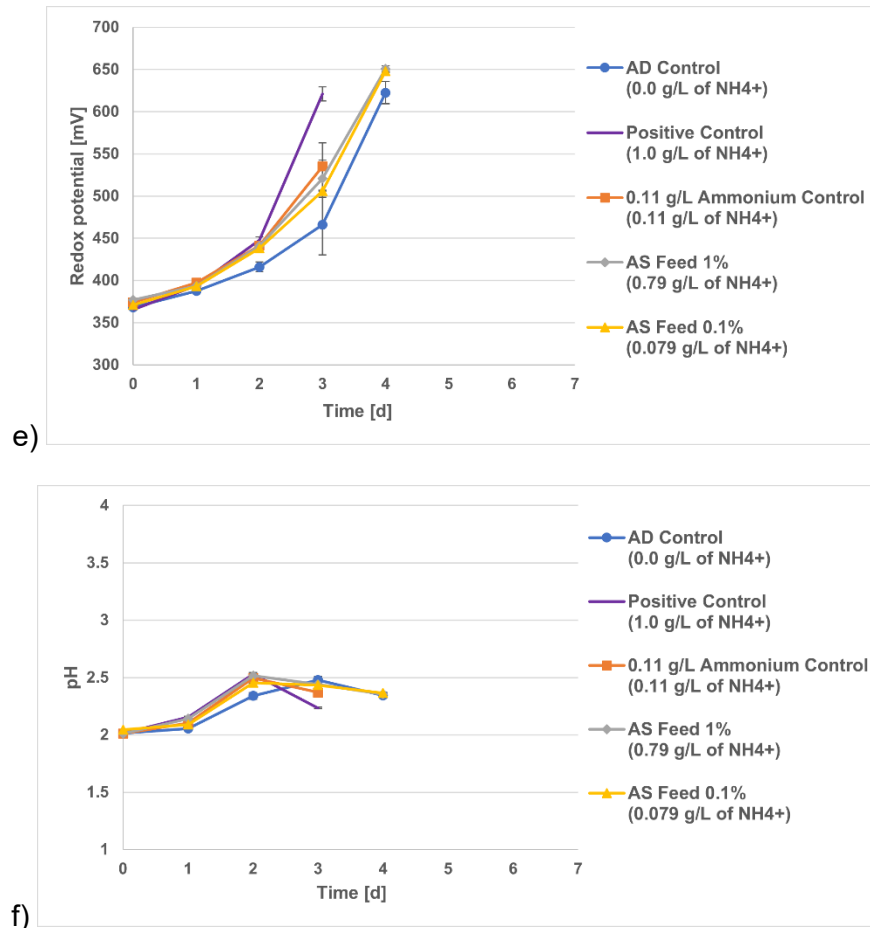 700
650
600
550
500
450
400
350
300
Redox potential [mV]
0 1 2 3 4 5 6 7
Time [d]
AD Control
(0.0 g/L of NH4+)
Positive Control
(1.0 g/L of NH4+)
0.11 g/L Ammonium Control
(0.11 g/L of NH4+)
AS Feed 1%
(0.79 g/L of NH4+)
AS Feed 0.1%
(0.079 g/L of NH4+)
e)
4
3.5
3
2.5
2
1.5
1
pH
0 1 2 3 4 5 6 7
Time [d]
AD Control
(0.0 g/L of NH4+)
Positive Control
(1.0 g/L of NH4+)
0.11 g/L Ammonium Control
(0.11 g/L of NH4+)
AS Feed 1%
(0.79 g/L of NH4+)
AS Feed 0.1%
(0.079 g/L of NH4+)
f)